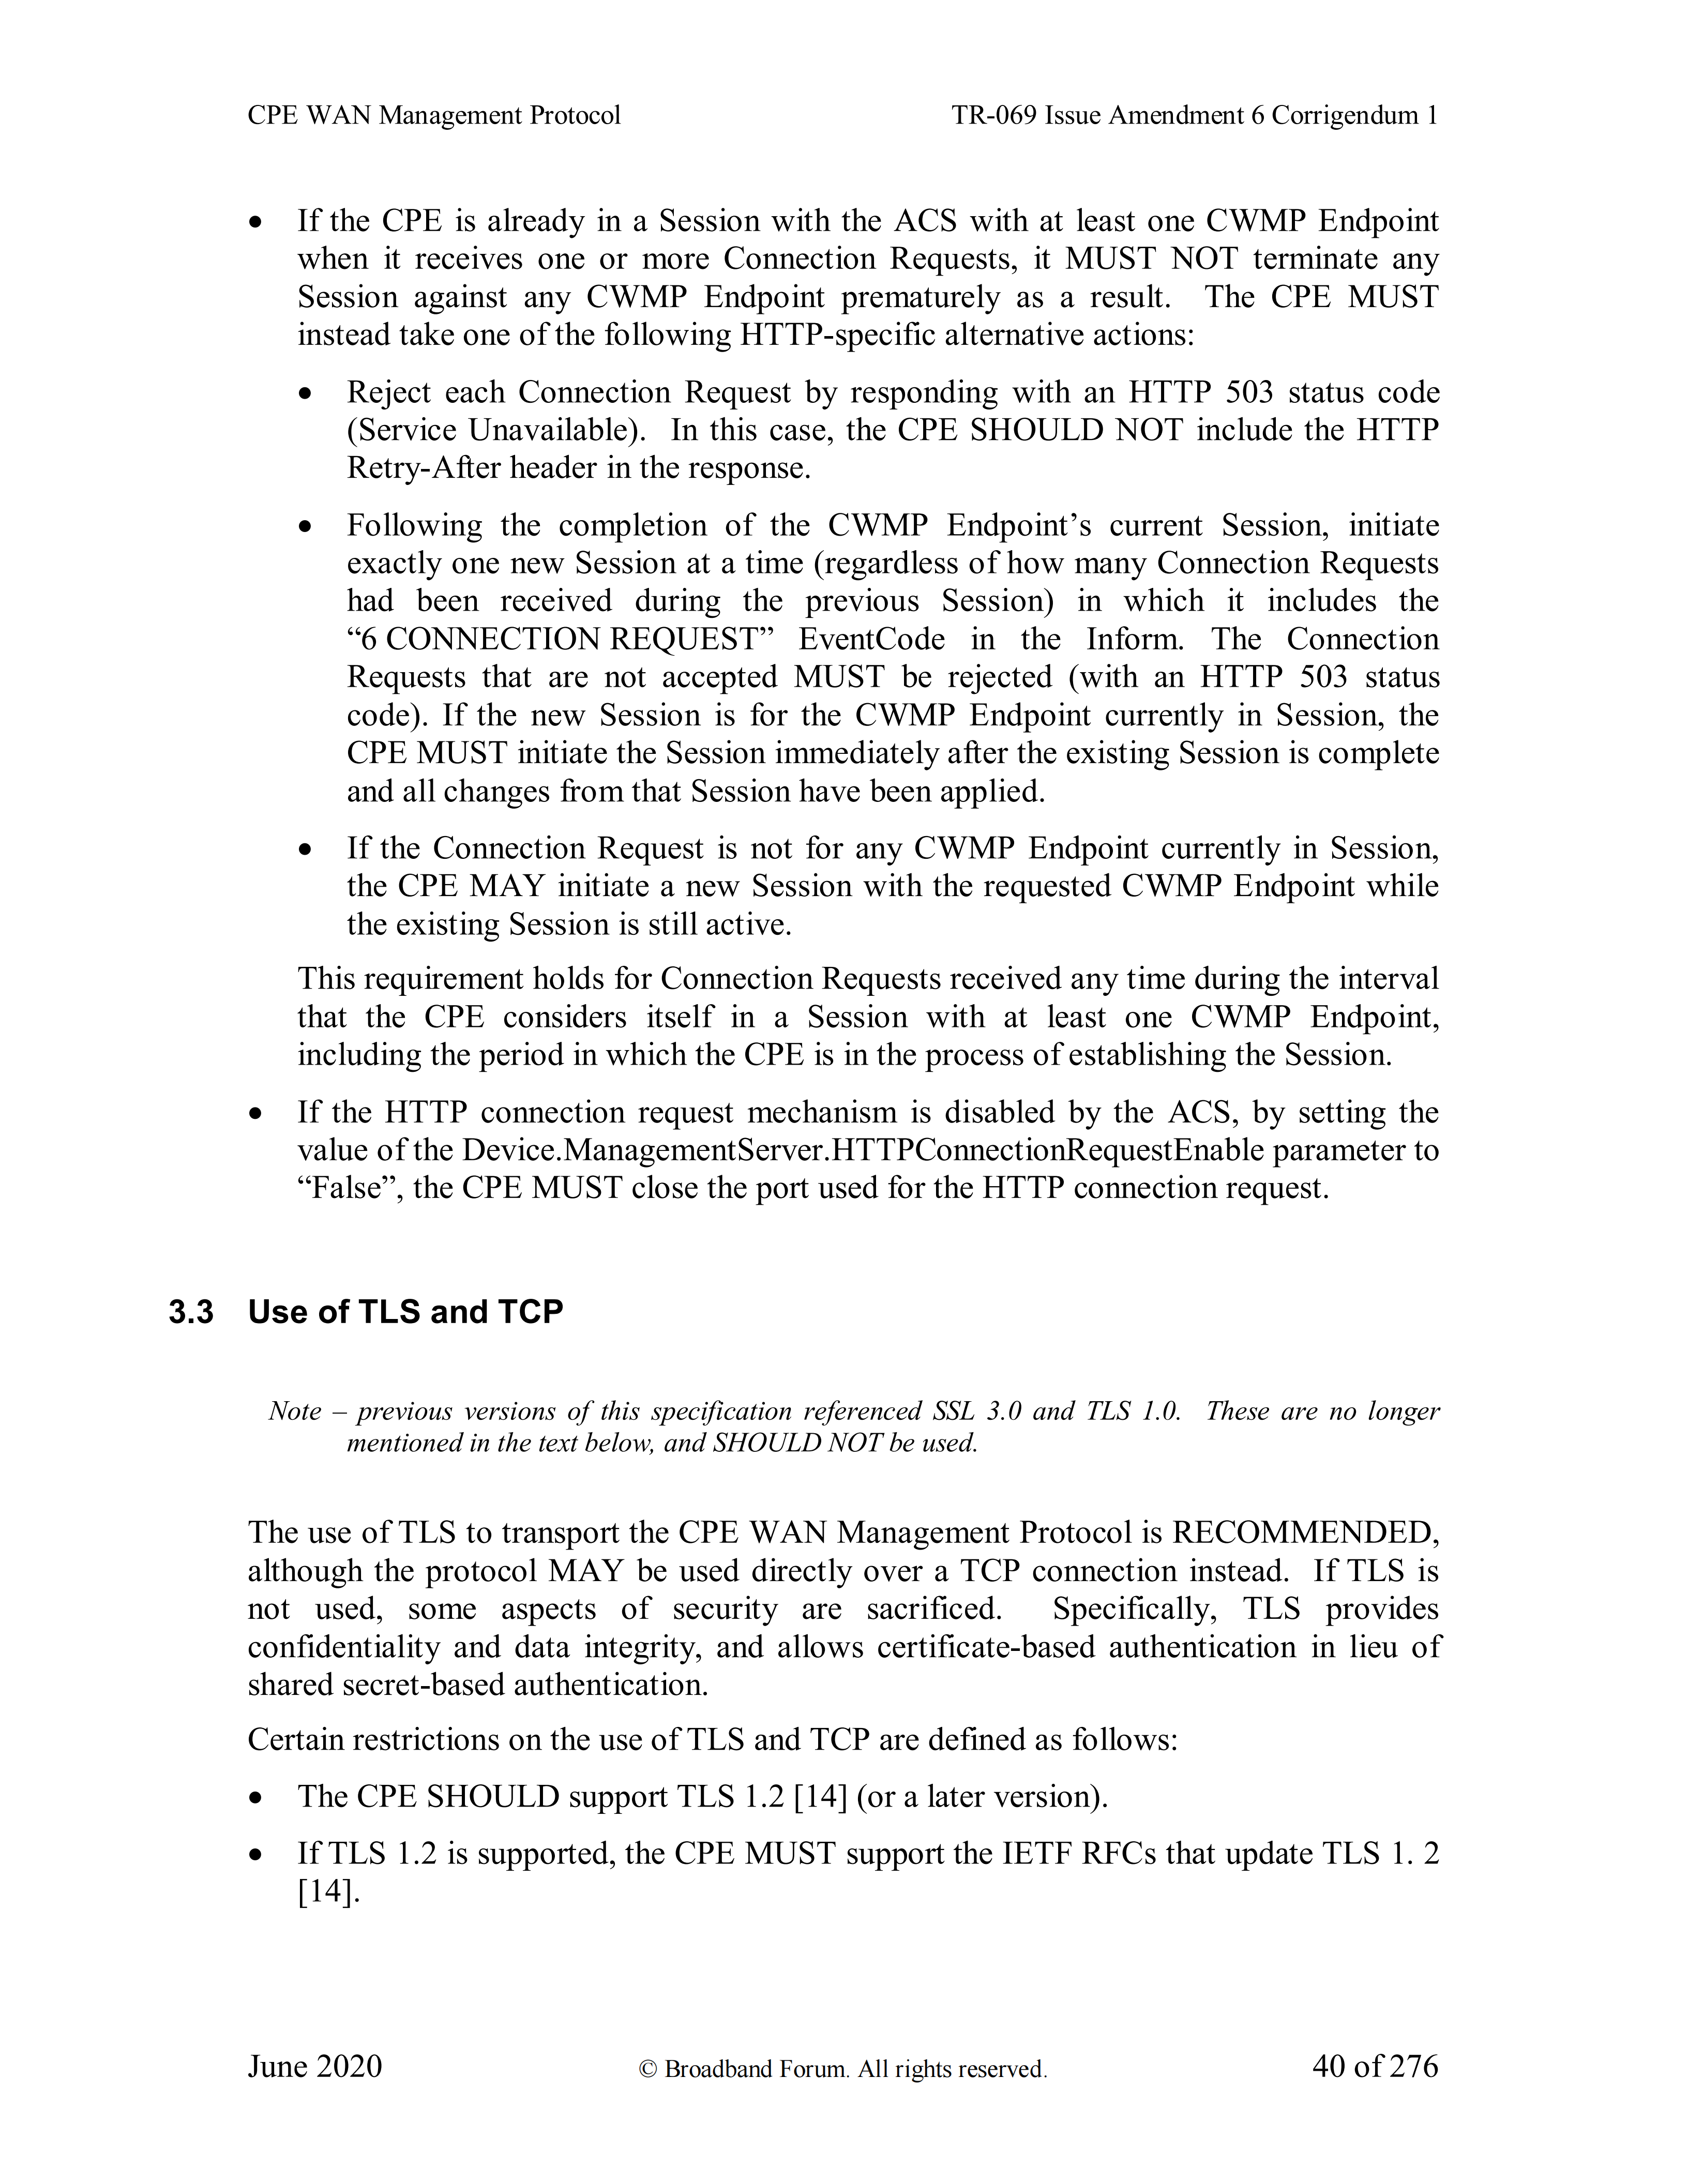 CPE WAN Management Protocol TR-069 Issue Amendment 6 Corrigendum 1
• If the CPE is already in a Session with the ACS with at least one CWMP Endpoint
when it receives one or more Connection Requests, it MUST NOT terminate any
Session against any CWMP Endpoint prematurely as a result. The CPE MUST
instead take one of the following HTTP-specific alternative actions:
• Reject each Connection Request by responding with an HTTP 503 status code
(Service Unavailable). In this case, the CPE SHOULD NOT include the HTTP
Retry-After header in the response.
• Following the completion of the CWMP Endpoint’s current Session, initiate
exactly one new Session at a time (regardless of how many Connection Requests
had been received during the previous Session) in which it includes the
“6 CONNECTION REQUEST” EventCode in the Inform. The Connection
Requests that are not accepted MUST be rejected (with an HTTP 503 status
code). If the new Session is for the CWMP Endpoint currently in Session, the
CPE MUST initiate the Session immediately after the existing Session is complete
and all changes from that Session have been applied.
• If the Connection Request is not for any CWMP Endpoint currently in Session,
the CPE MAY initiate a new Session with the requested CWMP Endpoint while
the existing Session is still active.
This requirement holds for Connection Requests received any time during the interval
that the CPE considers itself in a Session with at least one CWMP Endpoint,
including the period in which the CPE is in the process of establishing the Session.
• If the HTTP connection request mechanism is disabled by the ACS, by setting the
value of the Device.ManagementServer.HTTPConnectionRequestEnable parameter to
“False”, the CPE MUST close the port used for the HTTP connection request.
3.3 Use of TLS and TCP
Note – previous versions of this specification referenced SSL 3.0 and TLS 1.0. These are no longer
mentioned in the text below, and SHOULD NOT be used.
The use of TLS to transport the CPE WAN Management Protocol is RECOMMENDED,
although the protocol MAY be used directly over a TCP connection instead. If TLS is
not used, some aspects of security are sacrificed. Specifically, TLS provides
confidentiality and data integrity, and allows certificate-based authentication in lieu of
shared secret-based authentication.
Certain restrictions on the use of TLS and TCP are defined as follows:
• The CPE SHOULD support TLS 1.2 [14] (or a later version).
• If TLS 1.2 is supported, the CPE MUST support the IETF RFCs that update TLS 1. 2
[14].
June 2020 © Broadband Forum. All rights reserved. 40 of 276